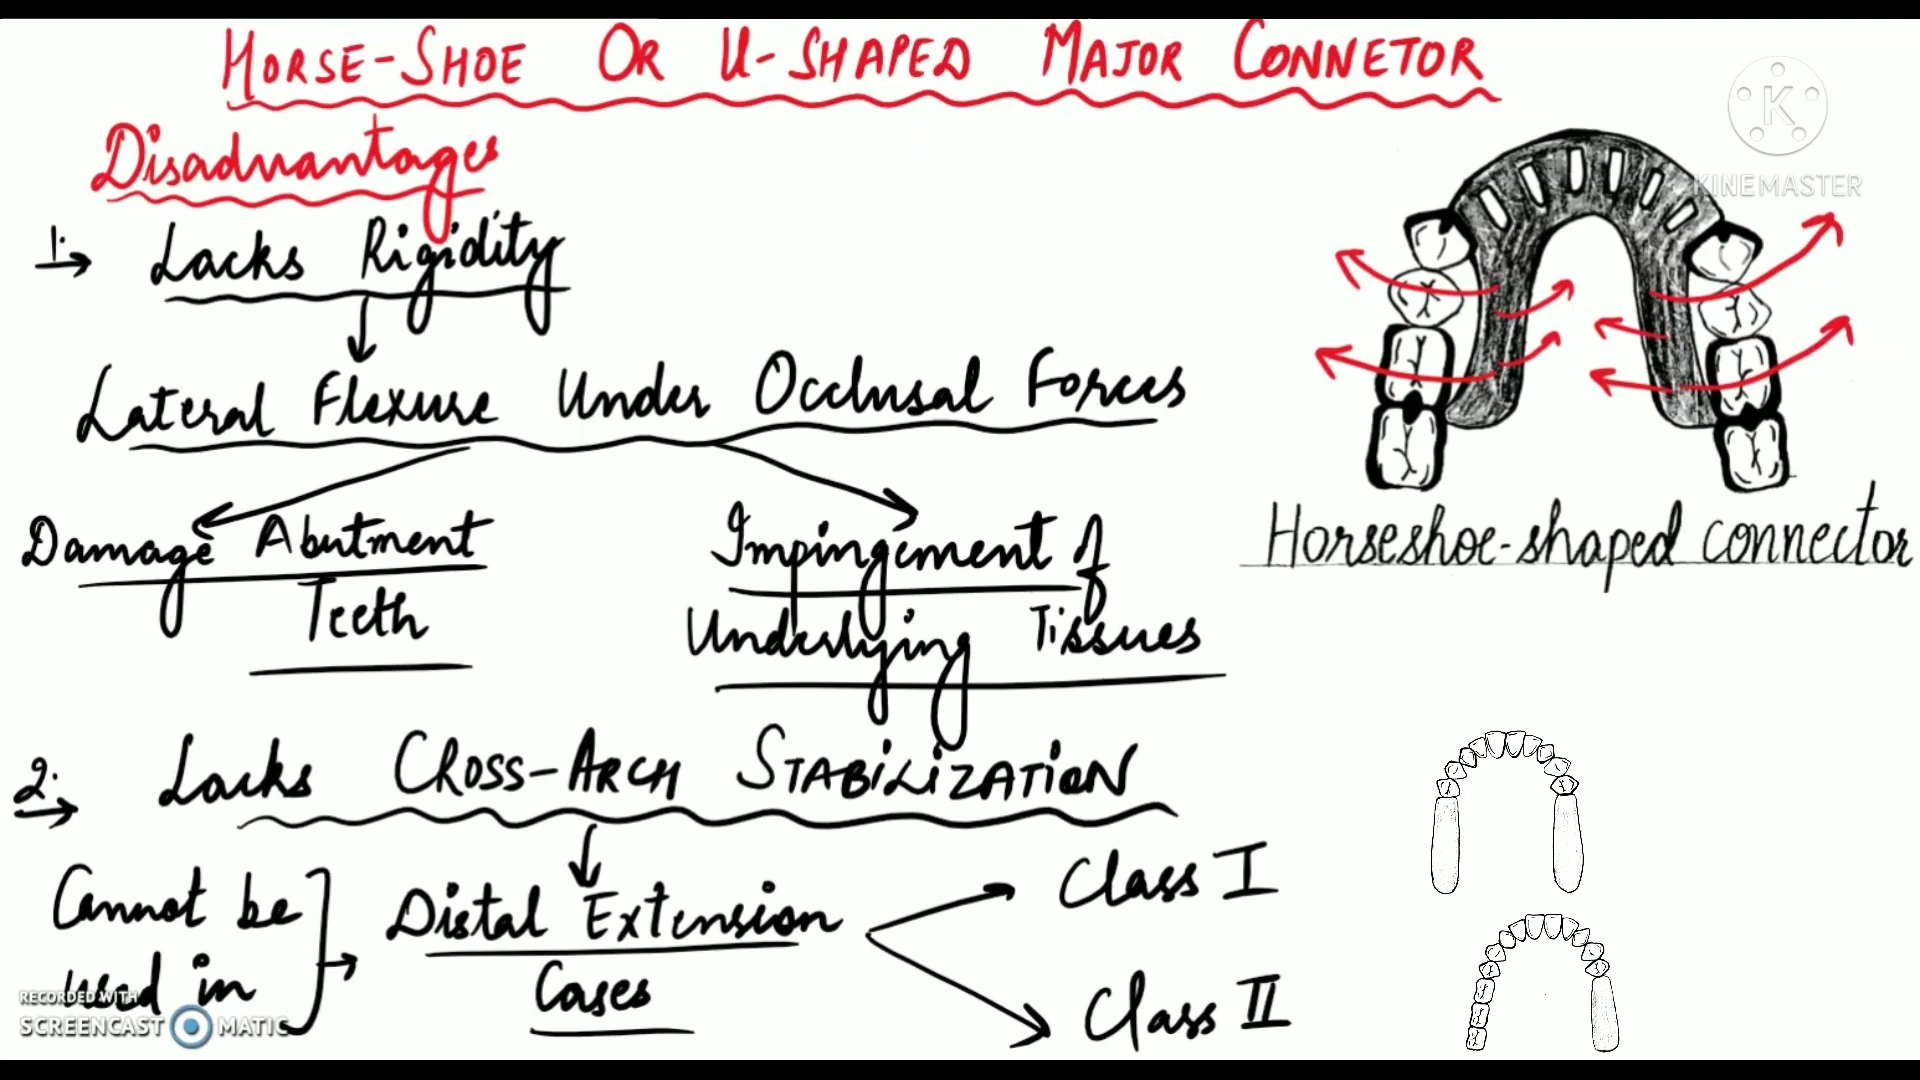 HORSE-SHOE OR U-SHAPED MAJOR CONNETOR
K
KINEMASTER
Disadvantages
1. → Lacks Rigidity
Lateral Flexure Under Occlusal Forces
Damage Abutment
Teeth
Impingement of
Underlying Tissues
Horseshoe-shaped connector
2. → Lacks CROSS-ARCH STABILIZATION
Cannot be
used in
Distal Extension
Cases
Class I
Class II
RECORDED WITH
SCREENCAST MATIC